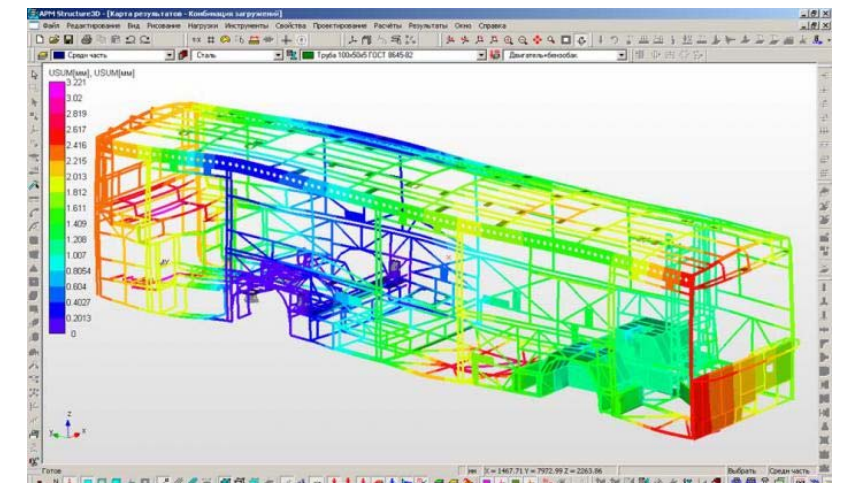 APM Structure3D - [Карта результатов - Комбинация загружений]
Файл Редактирование Вид Рисование Нагрузки Инструменты Свойства Проектирование Расчёты Результаты Окно Справка
Средн часть Сталь Труба 100x50x5 ГОСТ 8645-82 Двигатель+бензобак
USUM[мм], USUM[мм]
3.221
3.02
2.819
2.617
2.416
2.215
2.013
1.812
1.611
1.409
1.208
1.007
0.8054
0.604
0.4027
0.2013
0
z
y x
Готов мм X = 1467.71 Y = 7972.99 Z = 2263.86 Выбрать Средн часть